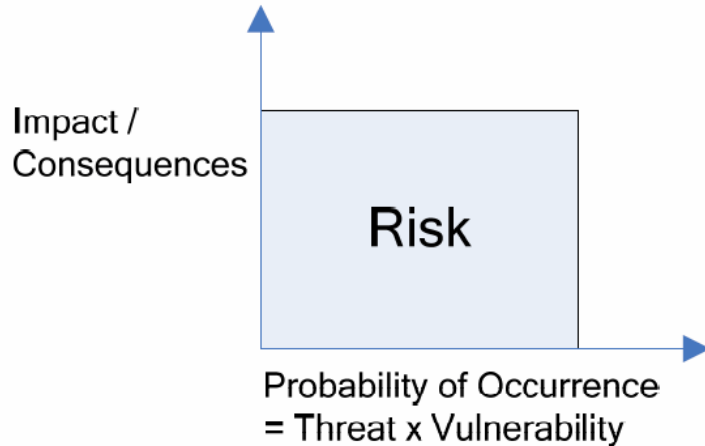 Impact /
Consequences
Risk
Probability of Occurrence
= Threat x Vulnerability